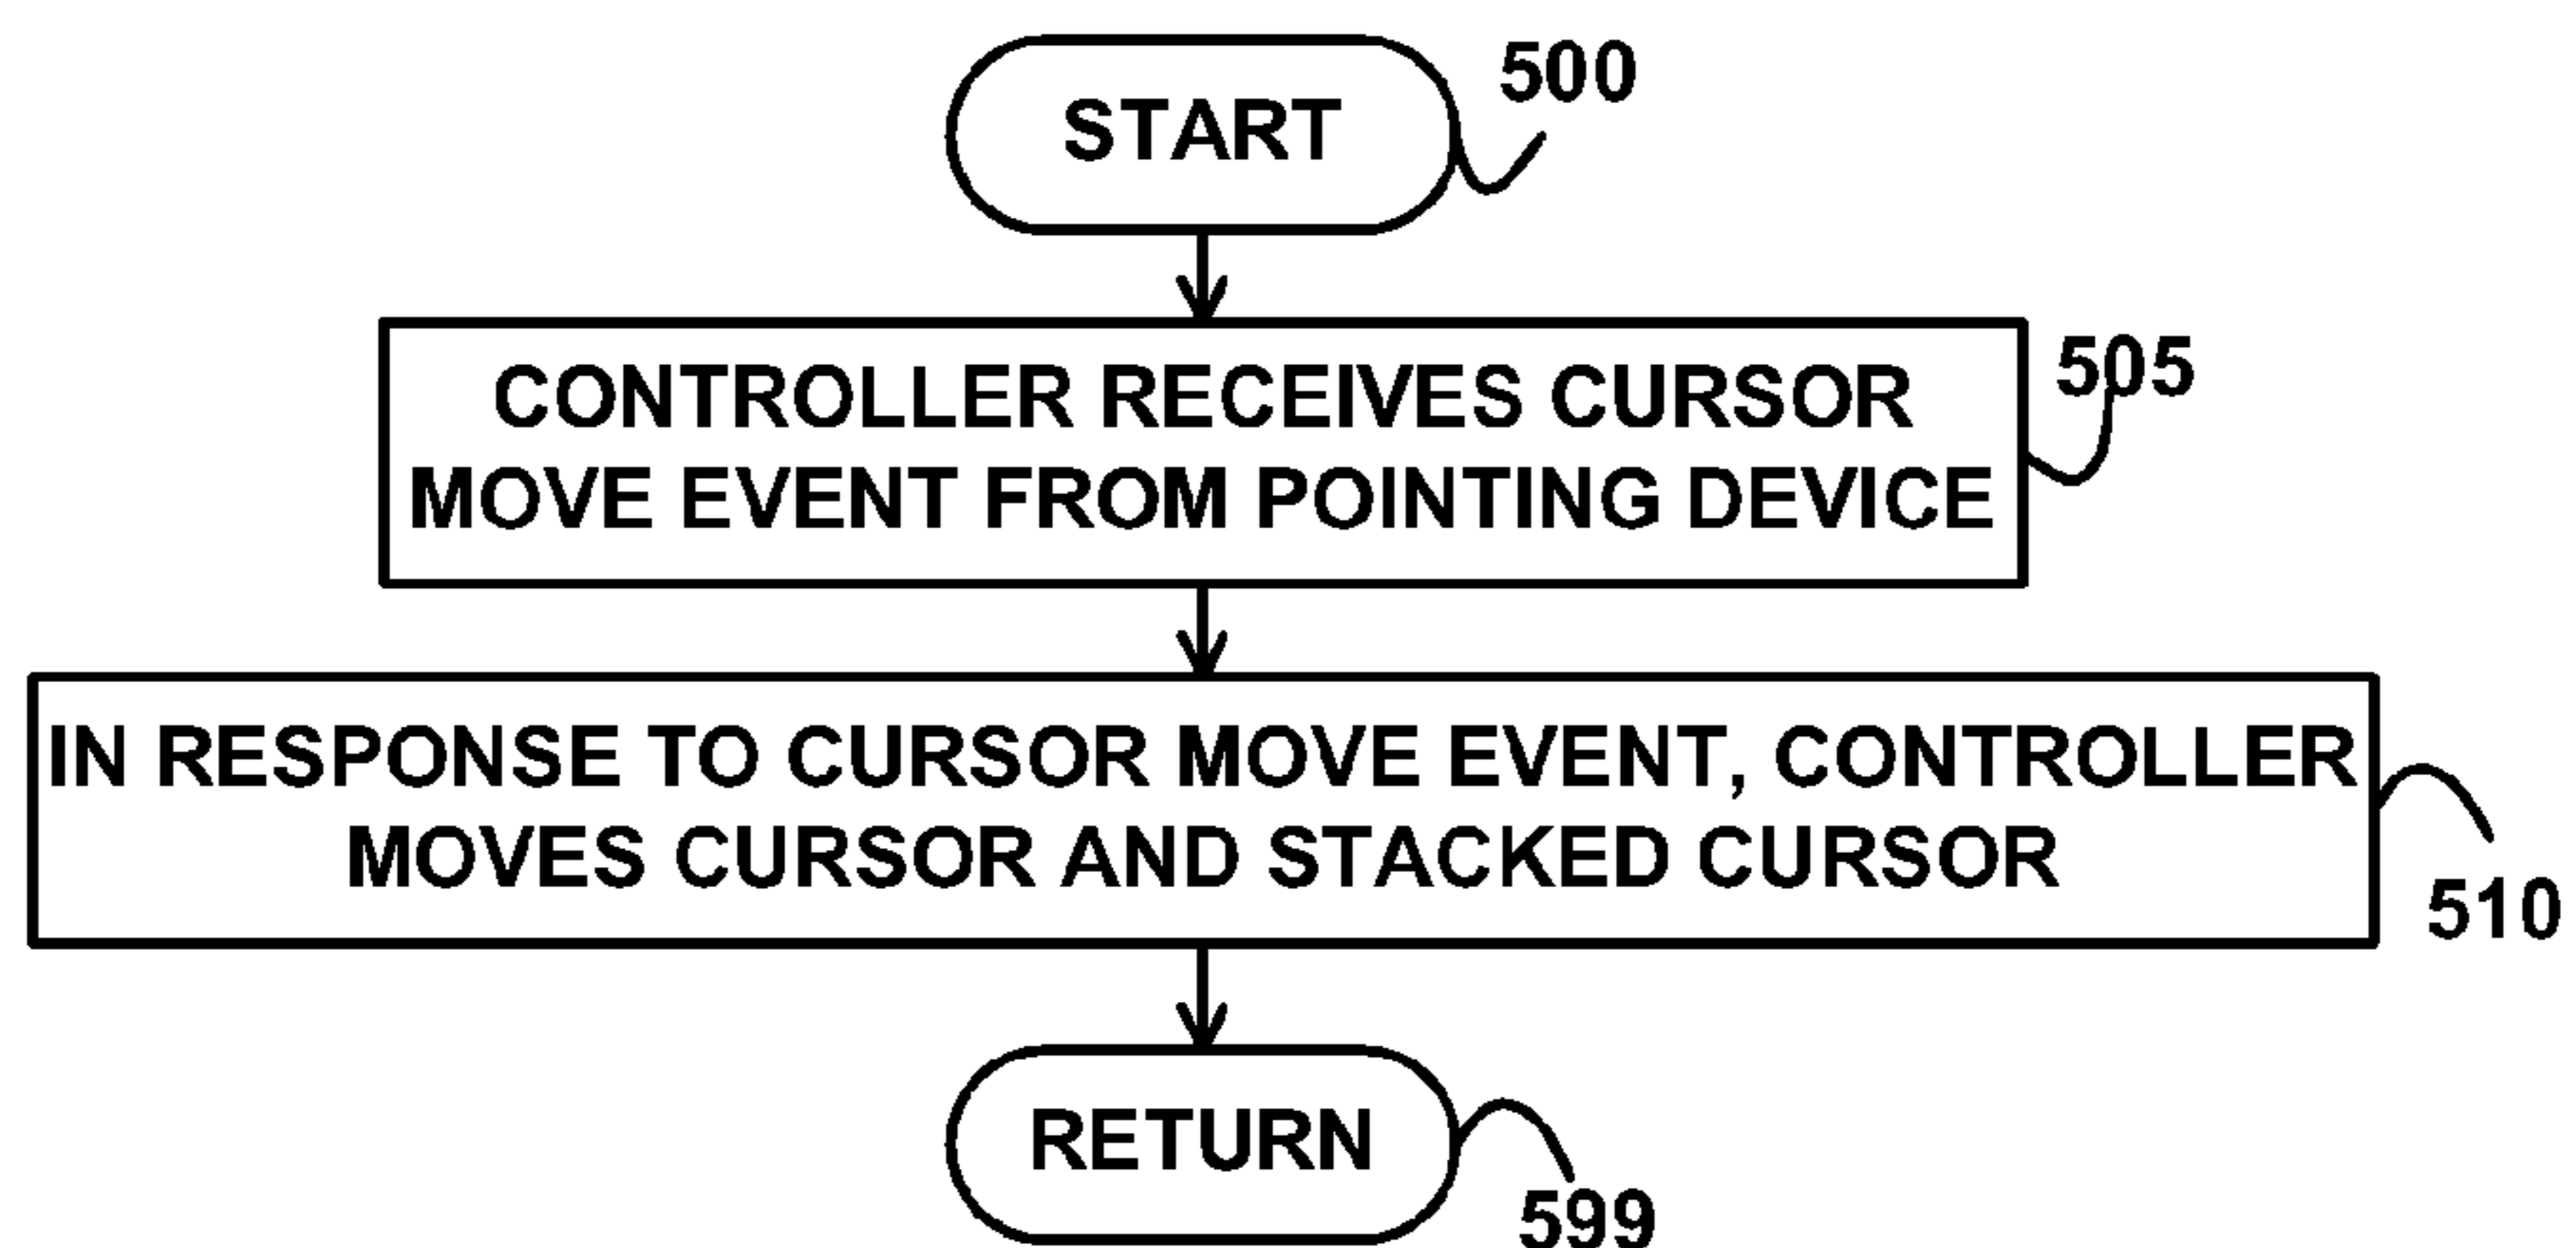 START
500
CONTROLLER RECEIVES CURSOR
MOVE EVENT FROM POINTING DEVICE
505
IN RESPONSE TO CURSOR MOVE EVENT, CONTROLLER
MOVES CURSOR AND STACKED CURSOR
510
RETURN
599